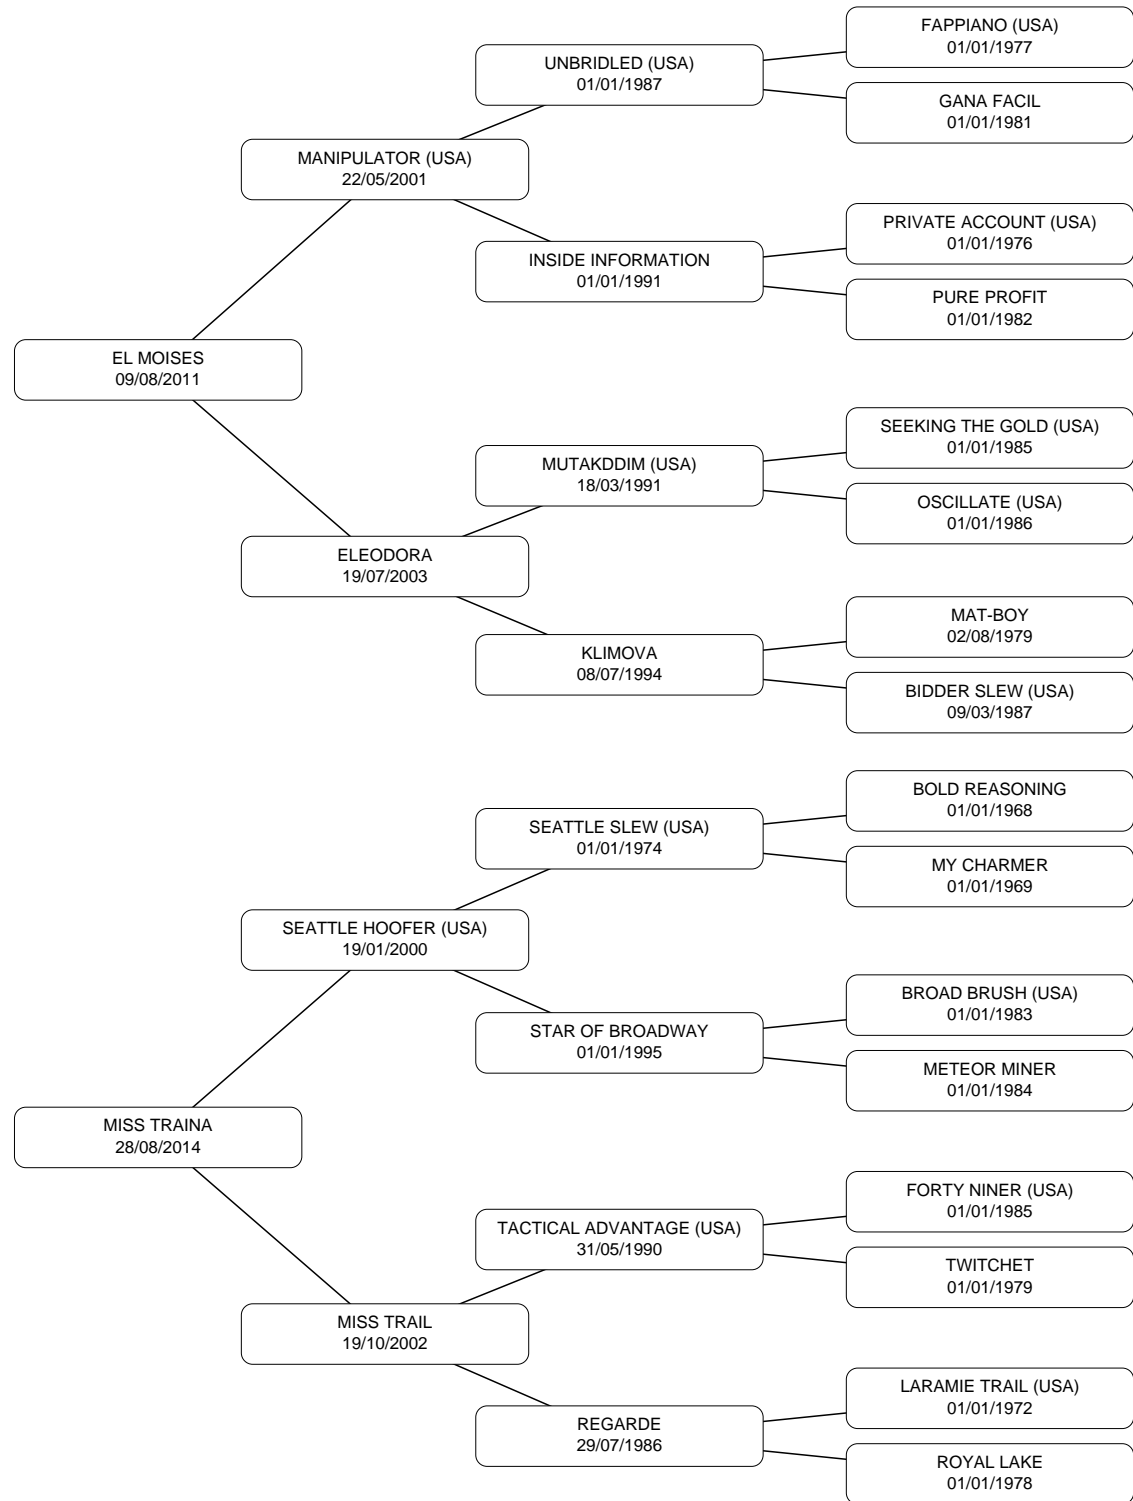 FAPPIANO (USA)
01/01/1977
UNBRIDLED (USA)
01/01/1987
GANA FACIL
01/01/1981
MANIPULATOR (USA)
22/05/2001
PRIVATE ACCOUNT (USA)
01/01/1976
INSIDE INFORMATION
01/01/1991
PURE PROFIT
01/01/1982
EL MOISES
09/08/2011
SEEKING THE GOLD (USA)
01/01/1985
MUTAKDDIM (USA)
18/03/1991
OSCILLATE (USA)
01/01/1986
ELEODORA
19/07/2003
MAT-BOY
02/08/1979
KLIMOVA
08/07/1994
BIDDER SLEW (USA)
09/03/1987
BOLD REASONING
01/01/1968
SEATTLE SLEW (USA)
01/01/1974
MY CHARMER
01/01/1969
SEATTLE HOOFER (USA)
19/01/2000
BROAD BRUSH (USA)
01/01/1983
STAR OF BROADWAY
01/01/1995
METEOR MINER
01/01/1984
MISS TRAINA
28/08/2014
FORTY NINER (USA)
01/01/1985
TACTICAL ADVANTAGE (USA)
31/05/1990
TWITCHET
01/01/1979
MISS TRAIL
19/10/2002
LARAMIE TRAIL (USA)
01/01/1972
REGARDE
29/07/1986
ROYAL LAKE
01/01/1978